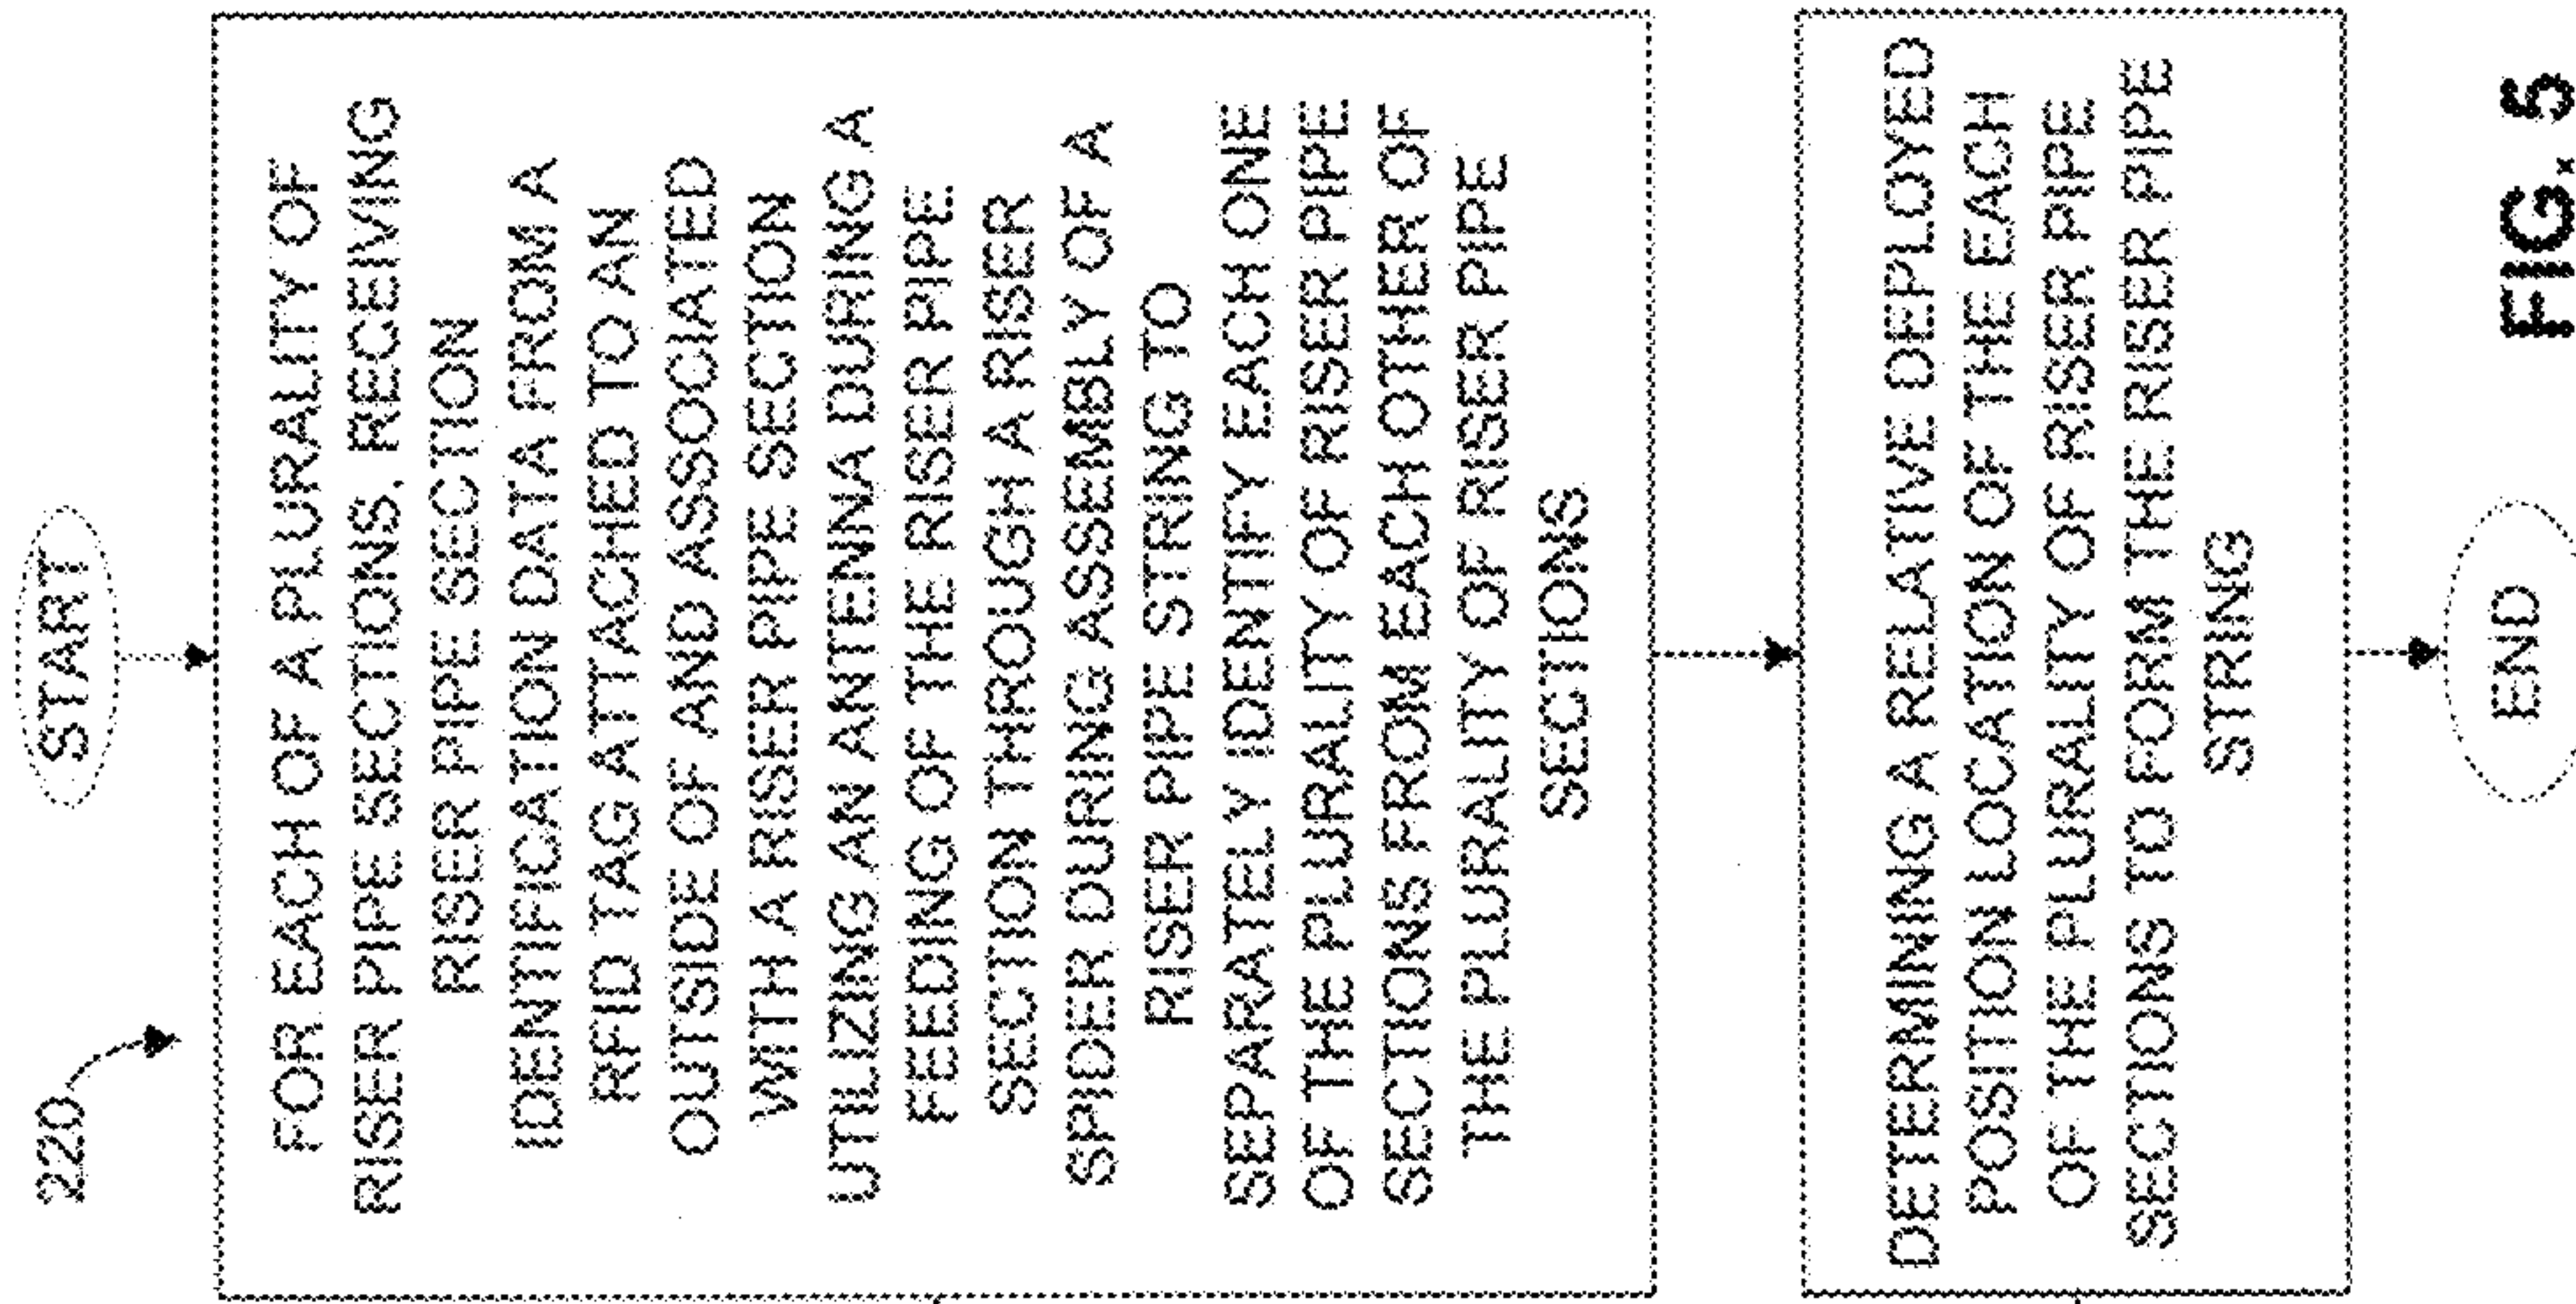 220
START
FOR EACH OF A PLURALITY OF
RISER PIPE SECTIONS, RECEIVING
RISER PIPE SECTION
IDENTIFICATION DATA FROM A
RFID TAG ATTACHED TO AN
OUTSIDE OF AND ASSOCIATED
WITH A RISER PIPE SECTION
UTILIZING AN ANTENNA DURING A
FEEDING OF THE RISER PIPE
SECTION THROUGH A RISER
SPIDER DURING ASSEMBLY OF A
RISER PIPE STRING TO
SEPARATELY IDENTIFY EACH ONE
OF THE PLURALITY OF RISER PIPE
SECTIONS FROM EACH OTHER OF
THE PLURALITY OF RISER PIPE
SECTIONS
DETERMINING A RELATIVE DEPLOYED
POSITION LOCATION OF THE EACH
OF THE PLURALITY OF RISER PIPE
SECTIONS TO FORM THE RISER PIPE
STRING
END
FIG. 5